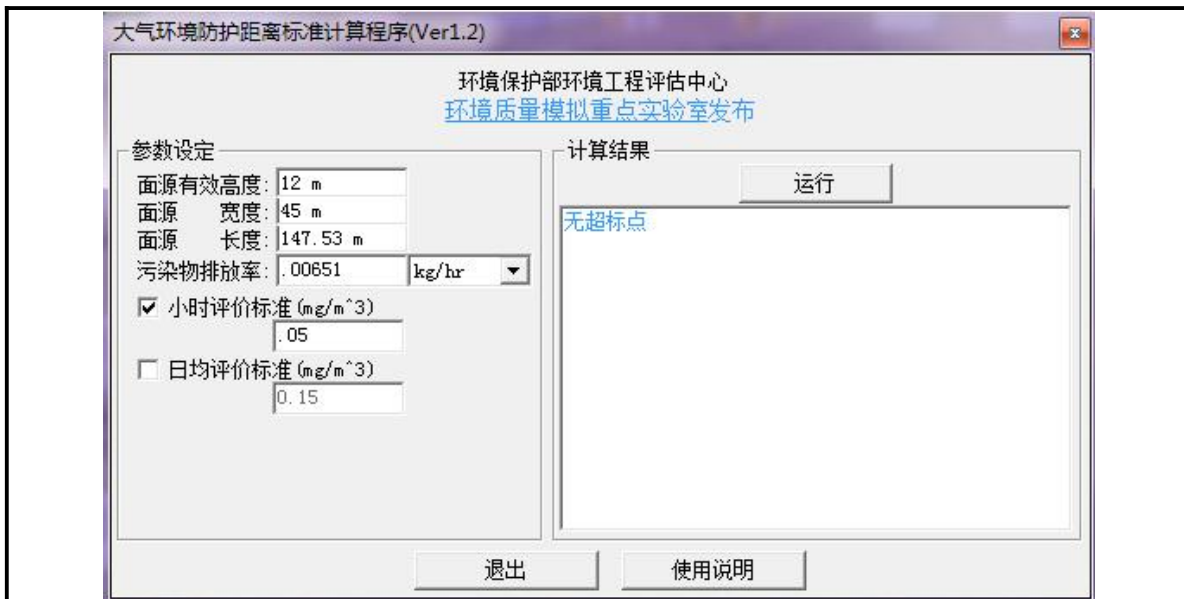 大气环境防护距离标准计算程序(Ver1.2)
环境保护部环境工程评估中心
环境质量模拟重点实验室发布
参数设定
面源有效高度: 12 m
面源 宽度: 45 m
面源 长度: 147.53 m
污染物排放率: .00651 kg/hr
小时评价标准(mg/m^3)
.05
日均评价标准(mg/m^3)
0.15
计算结果
运行
无超标点
退出
使用说明